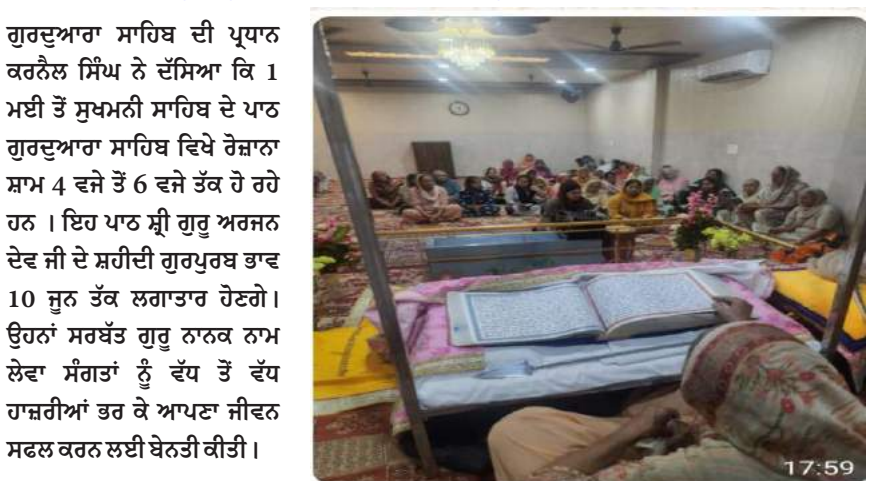 ਗੁਰਦੁਆਰਾ ਸਾਹਿਬ ਦੀ ਪ੍ਰਧਾਨ
ਕਰਨੈਲ ਸਿੰਘ ਨੇ ਦੱਸਿਆ ਕਿ 1
ਮਈ ਤੋਂ ਸੁਖਮਨੀ ਸਾਹਿਬ ਦੇ ਪਾਠ
ਗੁਰਦੁਆਰਾ ਸਾਹਿਬ ਵਿਖੇ ਰੋਜ਼ਾਨਾ
ਸ਼ਾਮ 4 ਵਜੇ ਤੋਂ 6 ਵਜੇ ਤੱਕ ਹੋ ਰਹੇ
ਹਨ । ਇਹ ਪਾਠ ਸ਼੍ਰੀ ਗੁਰੂ ਅਰਜਨ
ਦੇਵ ਜੀ ਦੇ ਸ਼ਹੀਦੀ ਗੁਰਪੁਰਬ ਭਾਵ
10 ਜੂਨ ਤੱਕ ਲਗਾਤਾਰ ਹੋਣਗੇ।
ਉਹਨਾਂ ਸਰਬੱਤ ਗੁਰੂ ਨਾਨਕ ਨਾਮ
ਲੇਵਾ ਸੰਗਤਾਂ ਨੂੰ ਵੱਧ ਤੋਂ ਵੱਧ
ਹਾਜ਼ਰੀਆਂ ਭਰ ਕੇ ਆਪਣਾ ਜੀਵਨ
ਸਫਲ ਕਰਨ ਲਈ ਬੇਨਤੀ ਕੀਤੀ।
17:59